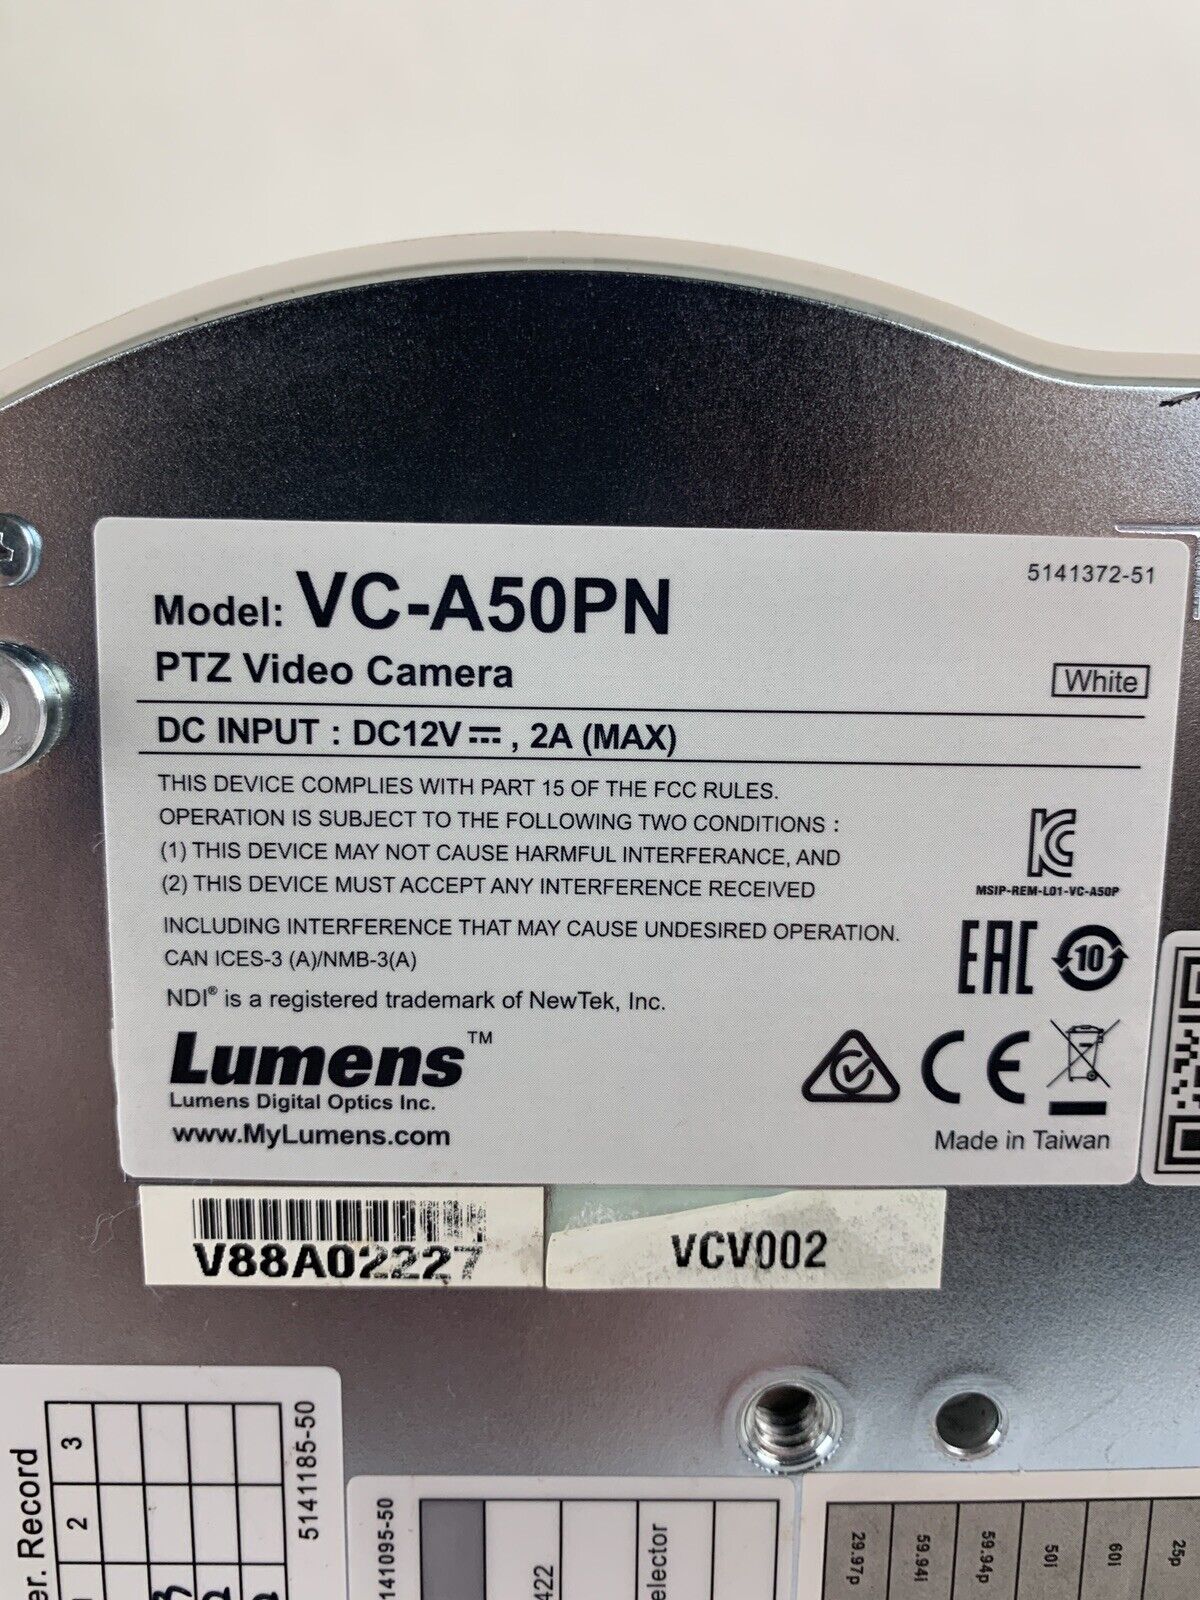 5141372-51
Model: VC-A50PN
PTZ Video Camera
White
DC INPUT : DC12V⎓ , 2A (MAX)
THIS DEVICE COMPLIES WITH PART 15 OF THE FCC RULES.
OPERATION IS SUBJECT TO THE FOLLOWING TWO CONDITIONS :
(1) THIS DEVICE MAY NOT CAUSE HARMFUL INTERFERANCE, AND
(2) THIS DEVICE MUST ACCEPT ANY INTERFERENCE RECEIVED
INCLUDING INTERFERENCE THAT MAY CAUSE UNDESIRED OPERATION.
CAN ICES-3 (A)/NMB-3(A)
NDI® is a registered trademark of NewTek, Inc.
KC
MSIP-REM-L01-VC-A50P
EAC
10
CE
Lumens™
Lumens Digital Optics Inc.
www.MyLumens.com
Made in Taiwan
V88A02227
VCV002
er. Record
3
2
5141185-50
141095-50
422
elector
29.97p
59.94i
59.94p
50i
60i
25p